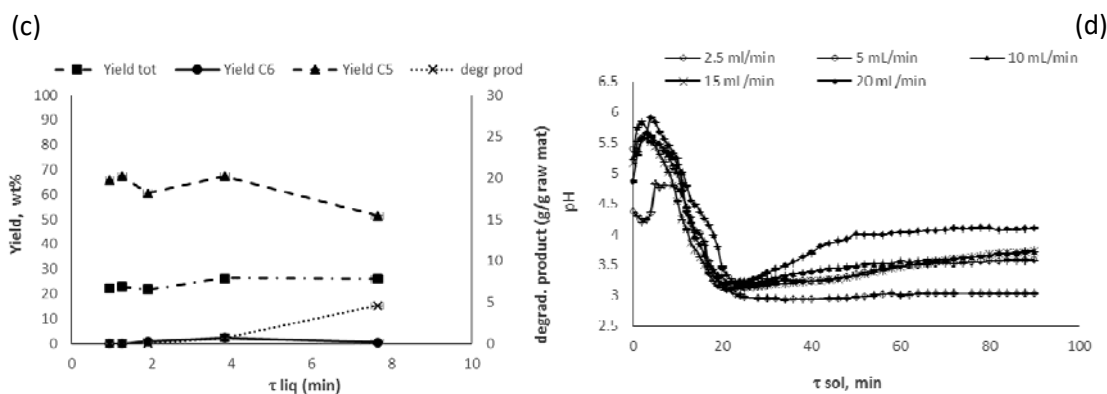 (c)
Yield tot Yield C6 Yield C5 degr prod
100
90
80
70
60
50
40
30
20
10
0
30
25
20
15
10
5
0
0 2 4 6 8 10
Yield, wt%
degrad. product (g/g raw mat)
τ liq (min)
(d)
2.5 ml/min 5 mL/min 10 mL/min
15 mL/min 20 mL/min
6.5
6
5.5
5
4.5
4
3.5
3
2.5
0 20 40 60 80 100
pH
τ sol, min